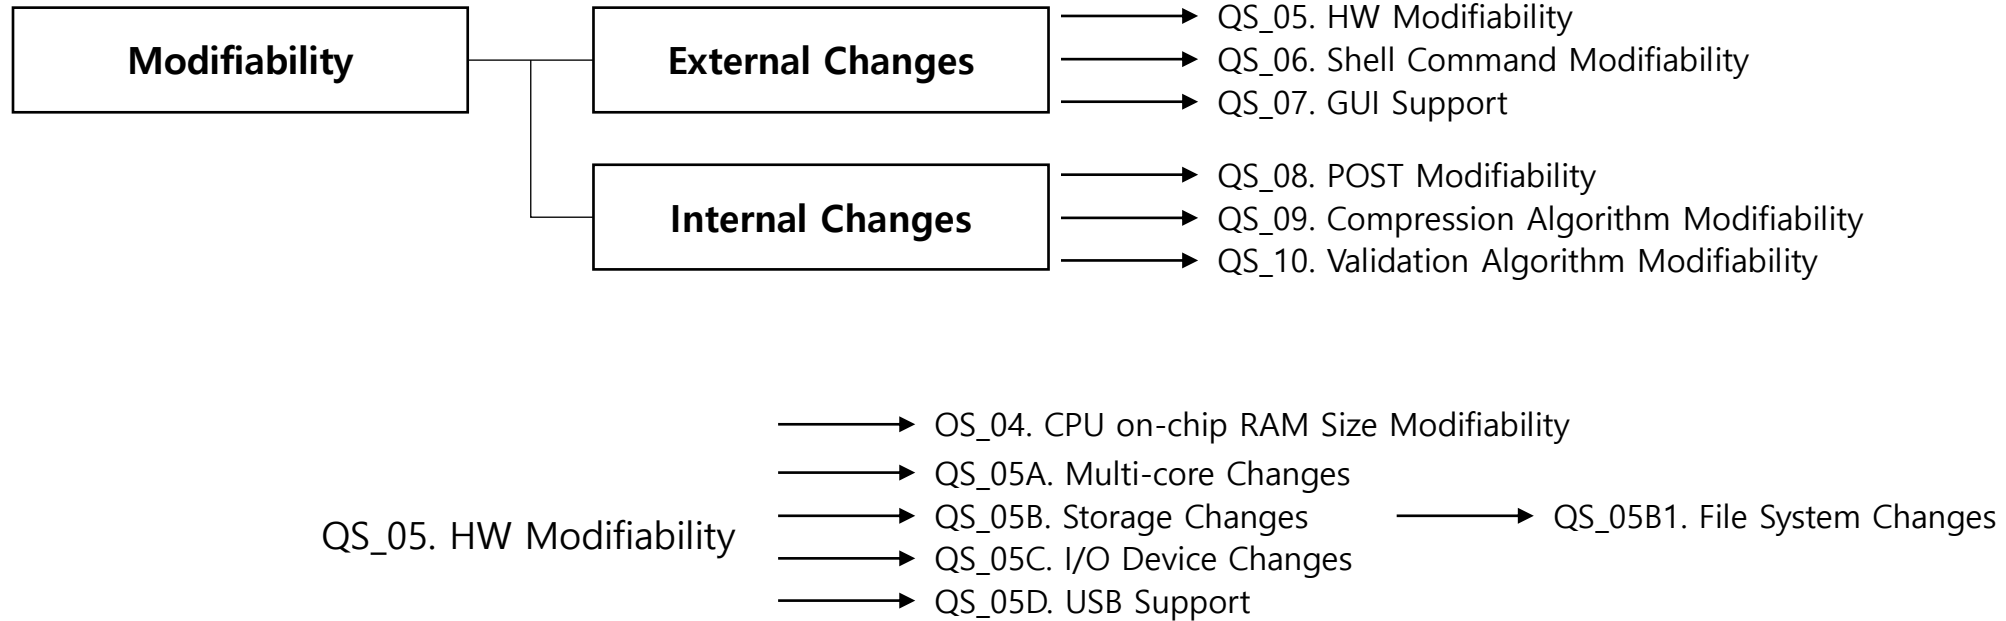 Modifiability
External Changes
QS_05. HW Modifiability
QS_06. Shell Command Modifiability
QS_07. GUI Support
Internal Changes
QS_08. POST Modifiability
QS_09. Compression Algorithm Modifiability
QS_10. Validation Algorithm Modifiability
QS_05. HW Modifiability
OS_04. CPU on-chip RAM Size Modifiability
QS_05A. Multi-core Changes
QS_05B. Storage Changes
QS_05B1. File System Changes
QS_05C. I/O Device Changes
QS_05D. USB Support